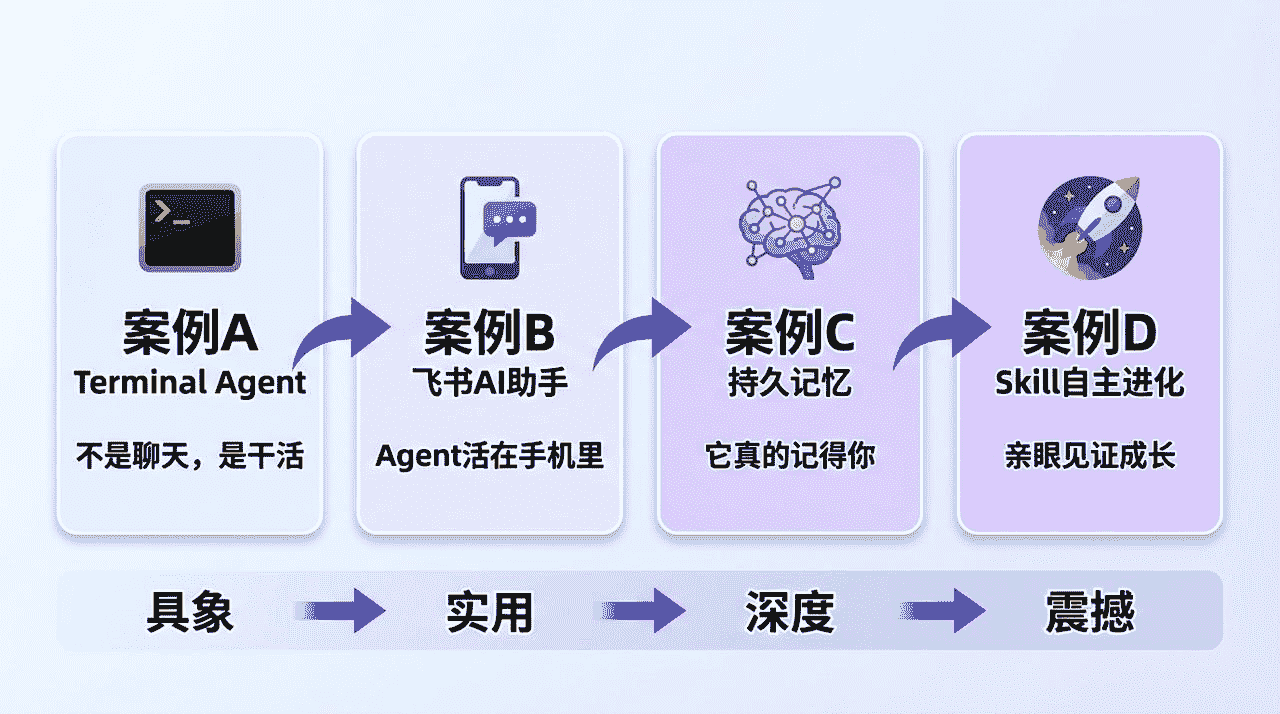 案例A
Terminal Agent
不是聊天，是干活
案例B
飞书AI助手
Agent活在手机里
案例C
持久记忆
它真的记得你
案例D
Skill自主进化
亲眼见证成长
具象
实用
深度
震撼